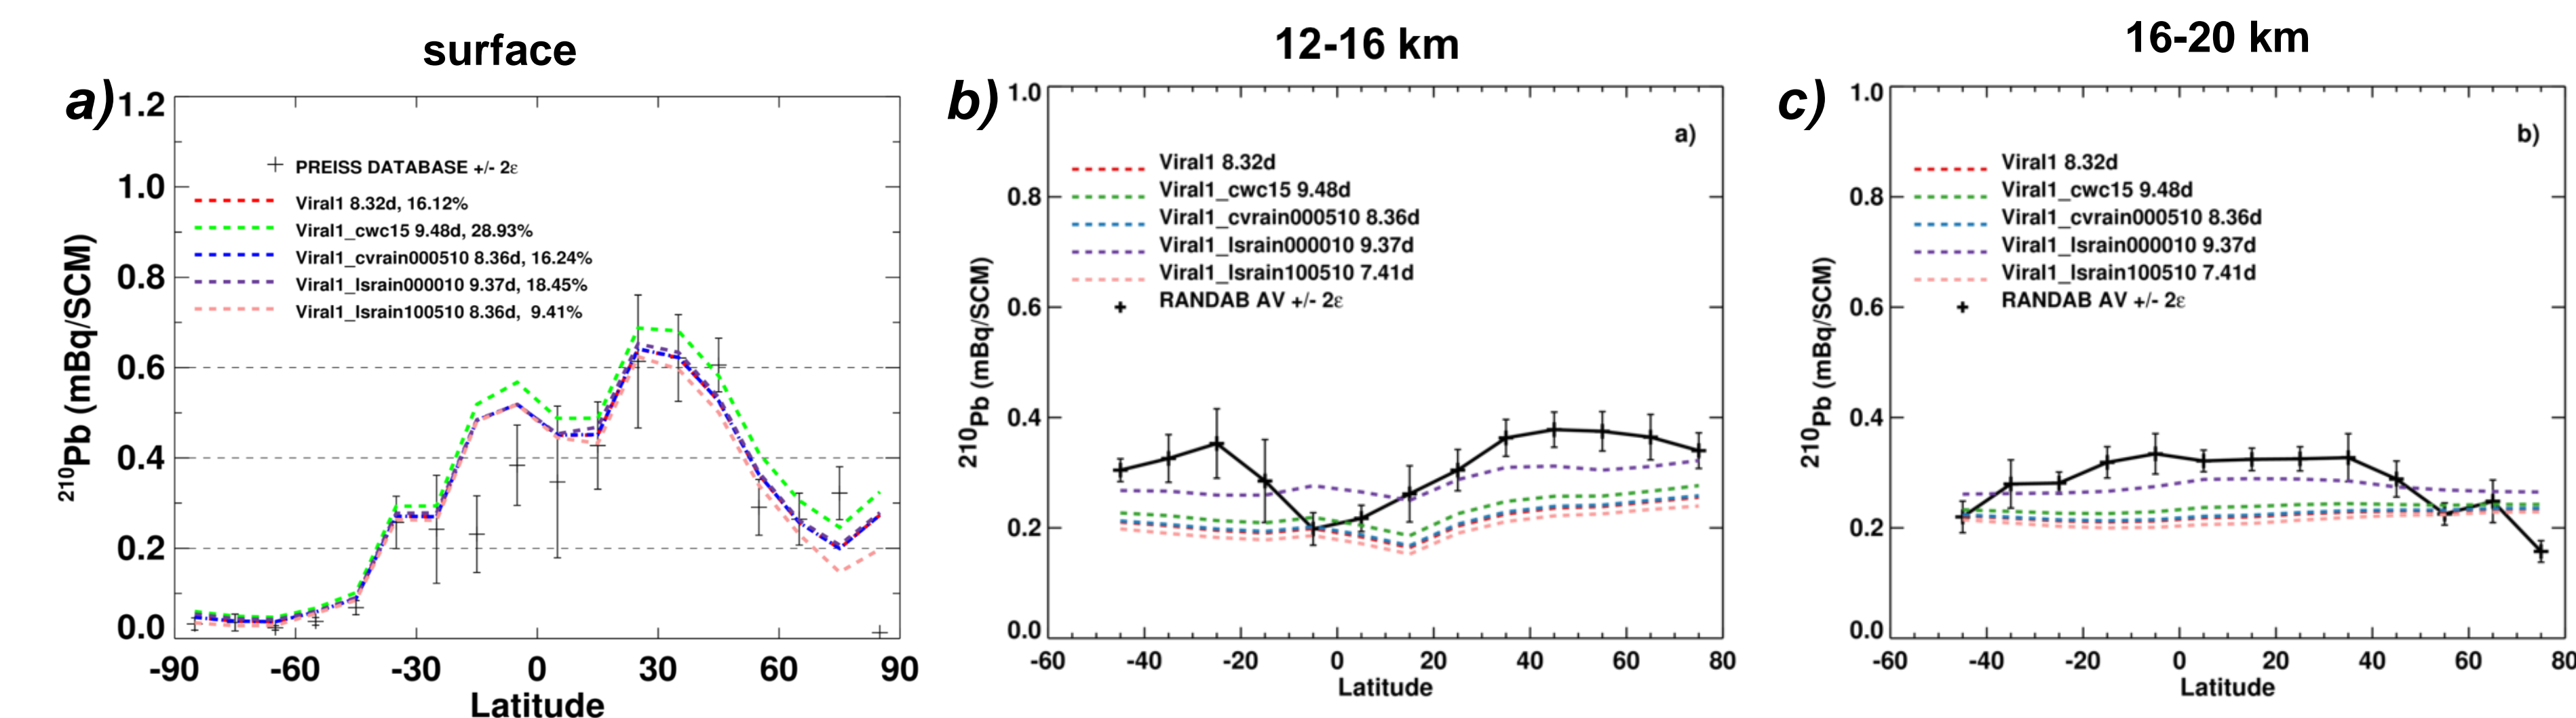 surface
a)
1.2
1.0
0.8
0.6
0.4
0.2
0.0
²¹⁰Pb (mBq/SCM)
PREISS DATABASE +/- 2ε
Viral1 8.32d, 16.12%
Viral1_cwc15 9.48d, 28.93%
Viral1_cvrain000510 8.36d, 16.24%
Viral1_lsrain000010 9.37d, 18.45%
Viral1_lsrain100510 8.36d, 9.41%
-90 -60 -30 0 30 60 90
Latitude
12-16 km
b)
1.0
0.8
0.6
0.4
0.2
0.0
²¹⁰Pb (mBq/SCM)
a)
Viral1 8.32d
Viral1_cwc15 9.48d
Viral1_cvrain000510 8.36d
Viral1_lsrain000010 9.37d
Viral1_lsrain100510 7.41d
RANDAB AV +/- 2ε
-60 -40 -20 0 20 40 60 80
Latitude
16-20 km
c)
1.0
0.8
0.6
0.4
0.2
0.0
²¹⁰Pb (mBq/SCM)
b)
Viral1 8.32d
Viral1_cwc15 9.48d
Viral1_cvrain000510 8.36d
Viral1_lsrain000010 9.37d
Viral1_lsrain100510 7.41d
RANDAB AV +/- 2ε
-60 -40 -20 0 20 40 60 80
Latitude